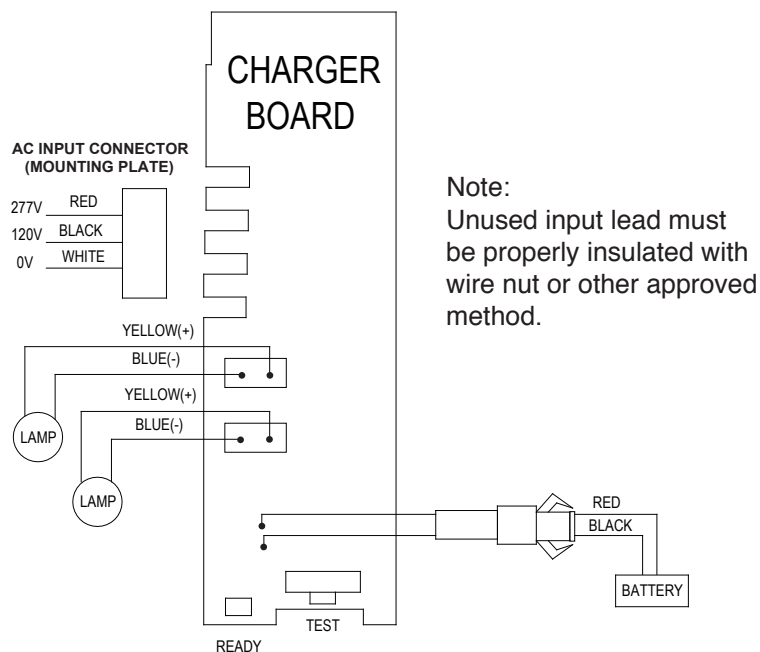 CHARGER
BOARD
AC INPUT CONNECTOR
(MOUNTING PLATE)
277V RED
120V BLACK
0V WHITE
Note:
Unused input lead must
be properly insulated with
wire nut or other approved
method.
YELLOW(+)
BLUE(-)
YELLOW(+)
BLUE(-)
LAMP
LAMP
RED
BLACK
BATTERY
TEST
READY